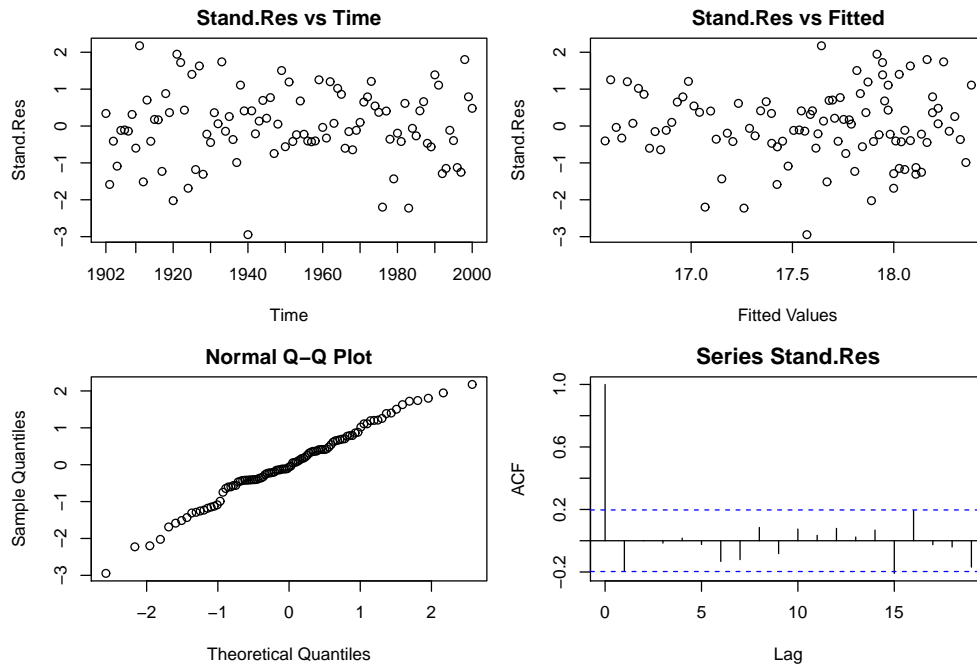 Stand.Res vs Time
Stand.Res
2
1
0
−1
−2
−3
1902 1920 1940 1960 1980 2000
Time
Stand.Res vs Fitted
Stand.Res
2
1
0
−1
−2
−3
17.0 17.5 18.0
Fitted Values
Normal Q−Q Plot
Sample Quantiles
2
1
0
−1
−2
−3
−2 −1 0 1 2
Theoretical Quantiles
Series Stand.Res
ACF
1.0
0.6
0.2
−0.2
0 5 10 15
Lag